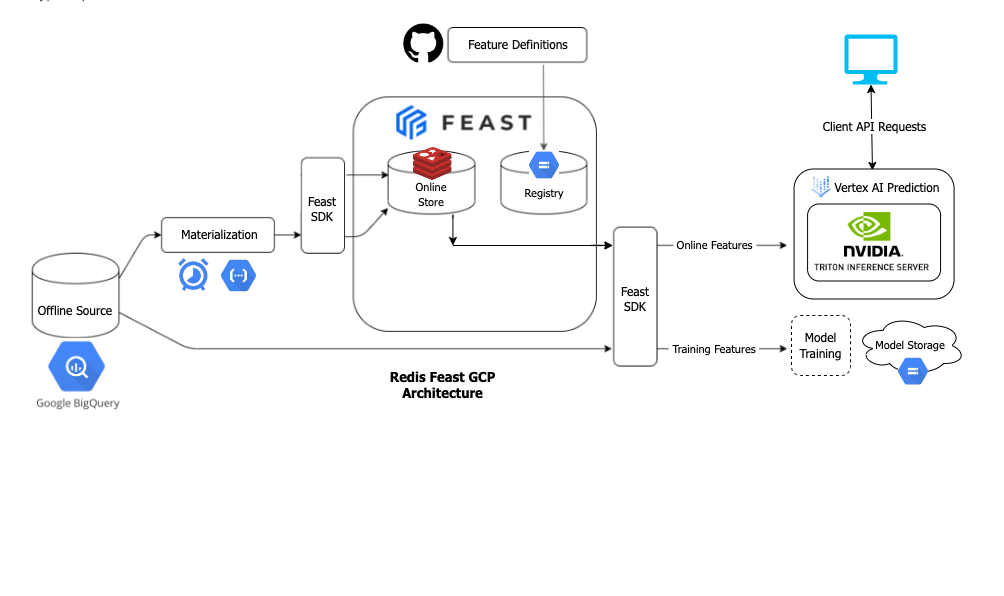 Feature Definitions
FEAST
Client API Requests
Online
Store
Registry
Vertex AI Prediction
Feast
SDK
Materialization
NVIDIA.
TRITON INFERENCE SERVER
Online Features
Feast
SDK
Offline Source
Training Features
Model
Training
Model Storage
Redis Feast GCP
Architecture
Google BigQuery